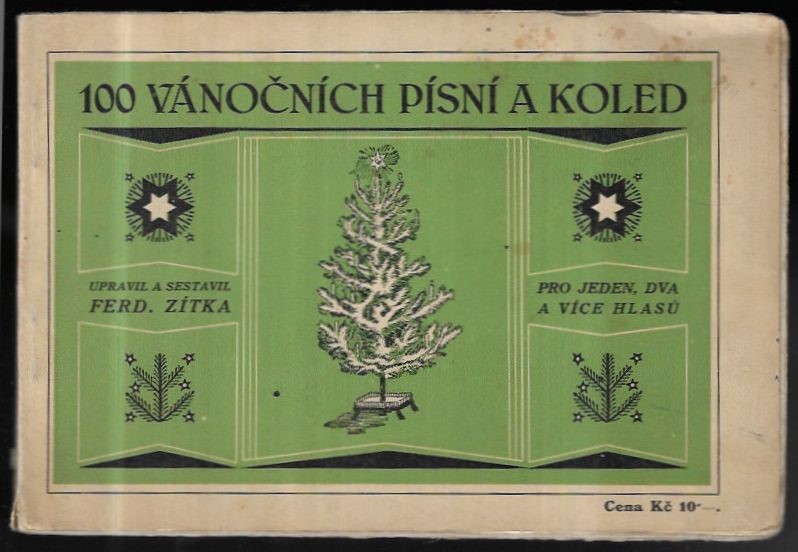 100 VÁNOČNÍCH PÍSNÍ A KOLED
UPRAVIL A SESTAVIL
FERD. ZÍTKA
PRO JEDEN, DVA
A VÍCE HLASŮ
Cena Kč 10·—.